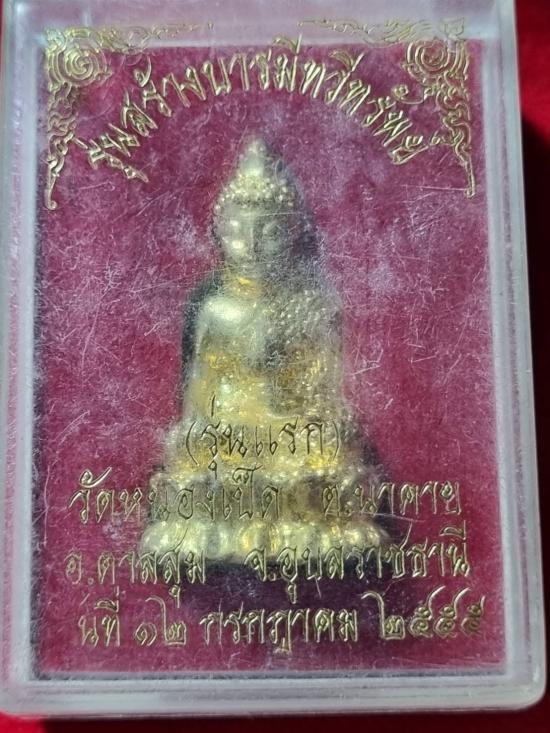 รุ่นสร้างบารมีทวีทรัพย์
(รุ่นแรก)
วัดหนองเป็ด ต.นาคาย
อ.ตาลสุม จ.อุบลราชธานี
นที่ ๑๒ กรกฎาคม ๒๕๕๕